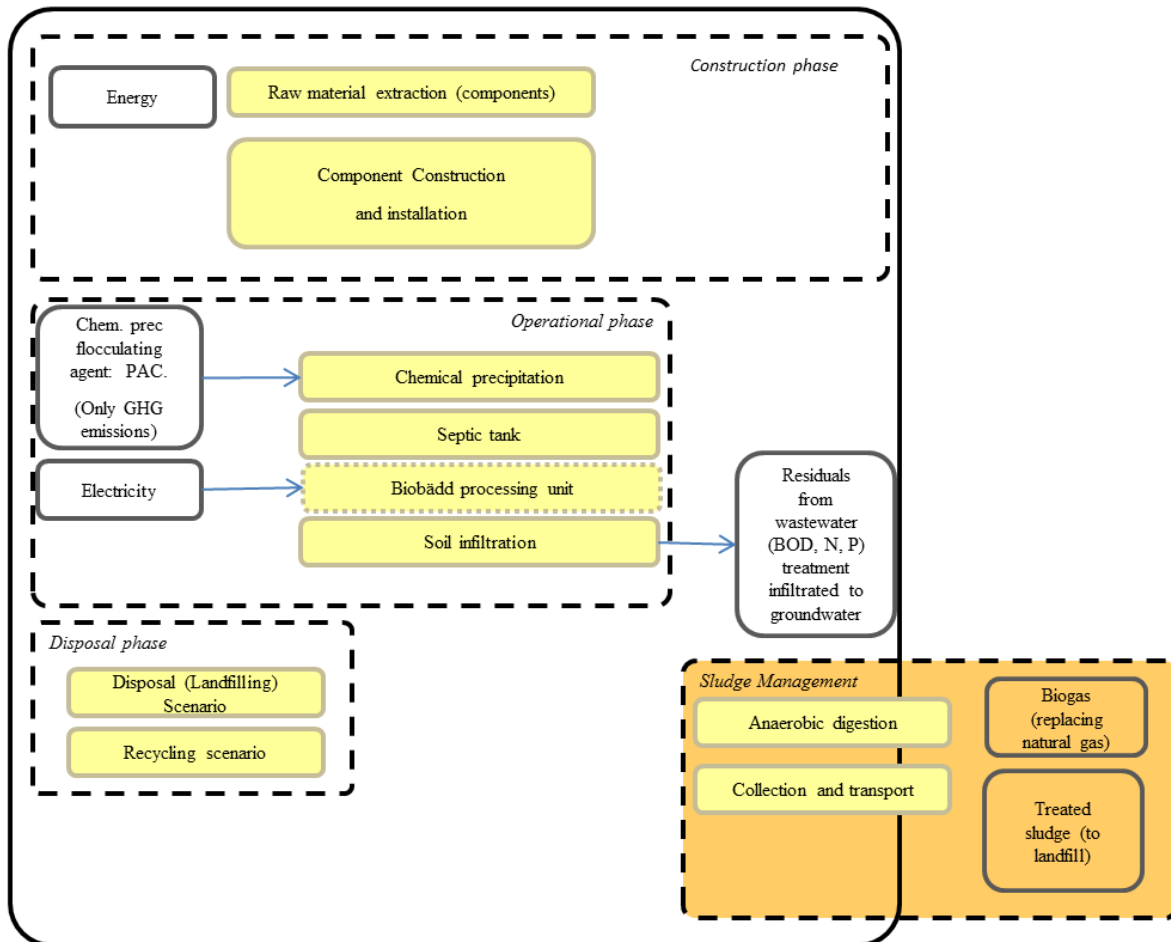 Construction phase
Energy
Raw material extraction (components)
Component Construction
and installation
Operational phase
Chem. prec
flocculating
agent: PAC.
(Only GHG
emissions)
Chemical precipitation
Septic tank
Electricity
Biobädd processing unit
Soil infiltration
Residuals
from
wastewater
(BOD, N, P)
treatment
infiltrated to
groundwater
Disposal phase
Disposal (Landfilling)
Scenario
Recycling scenario
Sludge Management
Anaerobic digestion
Collection and transport
Biogas
(replacing
natural gas)
Treated
sludge (to
landfill)